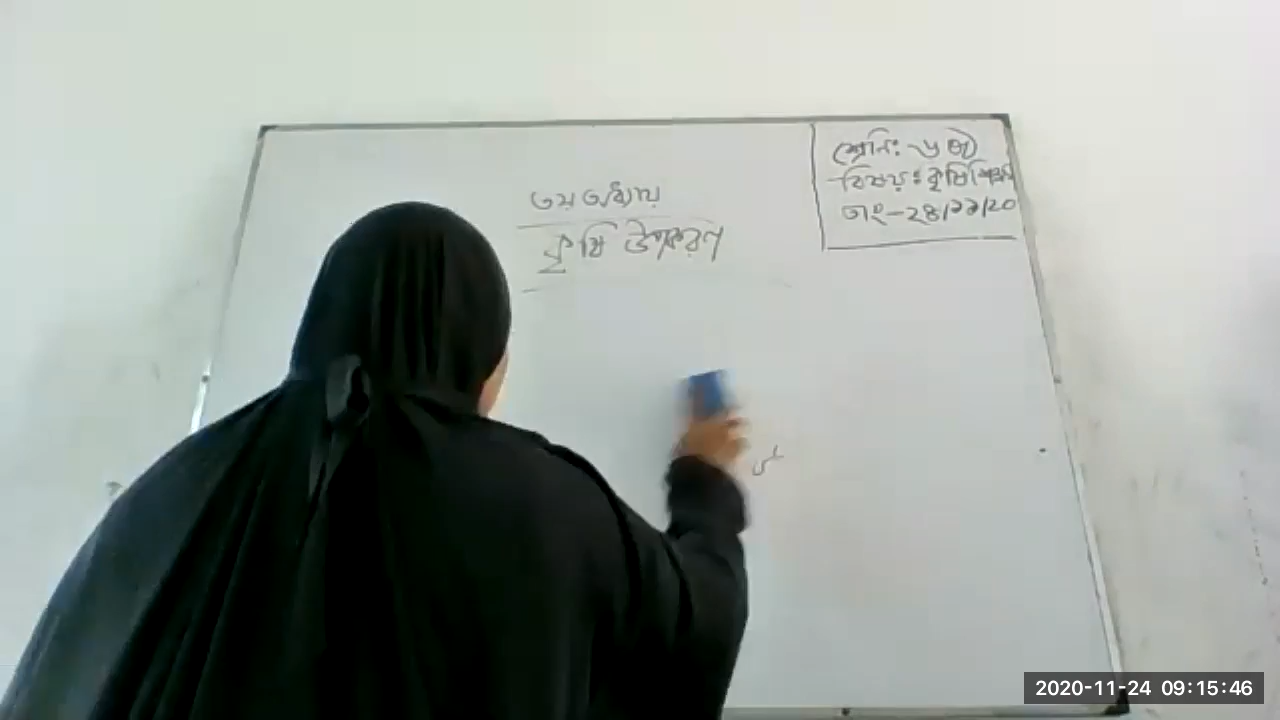 ৩য় অধ্যায়
কৃষি উপকরণ
শ্রেনিঃ ৬ষ্ঠ
বিষয়ঃ কৃষিশিক্ষা
তাং-২৪/১১/২০
2020-11-24 09:15:46